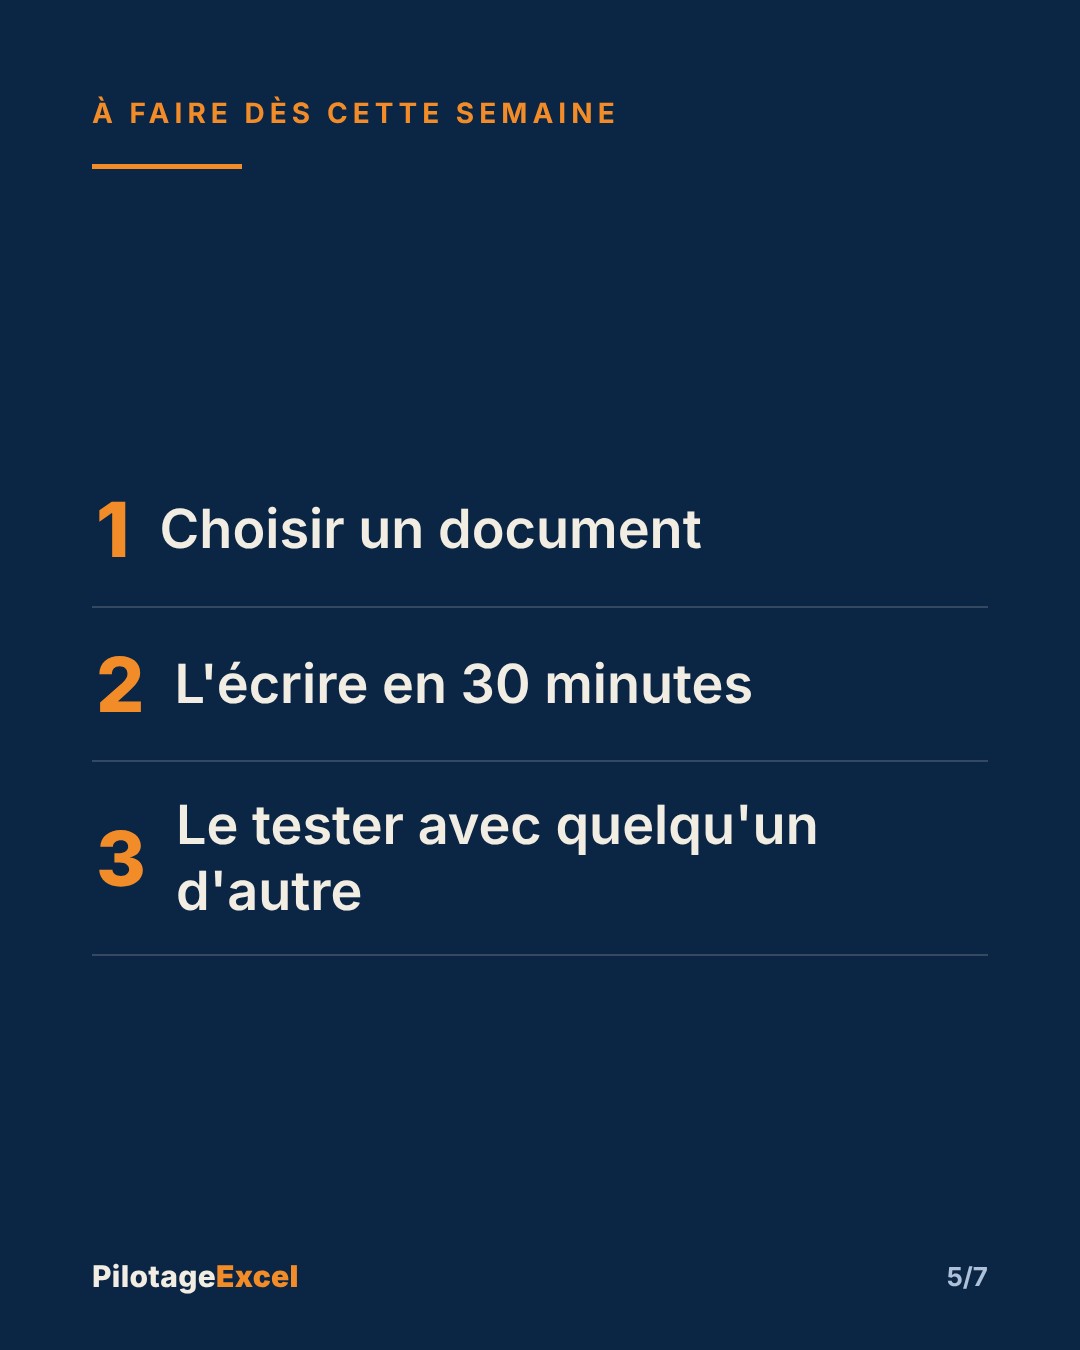 À FAIRE DÈS CETTE SEMAINE
1 Choisir un document
2 L'écrire en 30 minutes
3 Le tester avec quelqu'un
d'autre
PilotageExcel
5/7